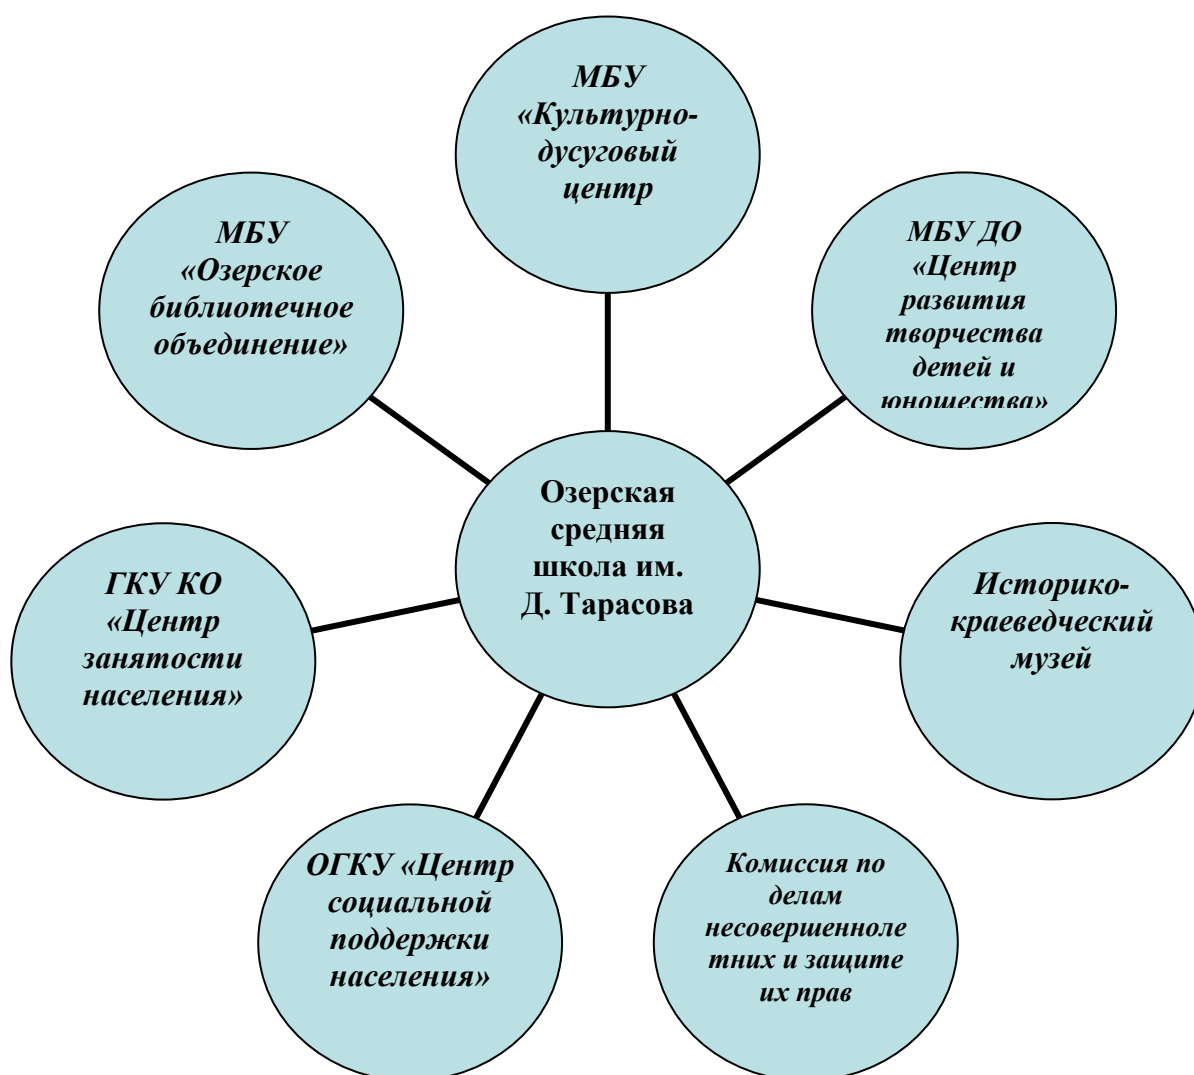 МБУ
«Культурно-
дусуговый
центр
МБУ
«Озерское
библиотечное
объединение»
МБУ ДО
«Центр
развития
творчества
детей и
юношества»
Озерская
средняя
школа им.
Д. Тарасова
ГКУ КО
«Центр
занятости
населения»
Историко-
краеведческий
музей
ОГКУ «Центр
социальной
поддержки
населения»
Комиссия по
делам
несовершенноле
тних и защите
их прав